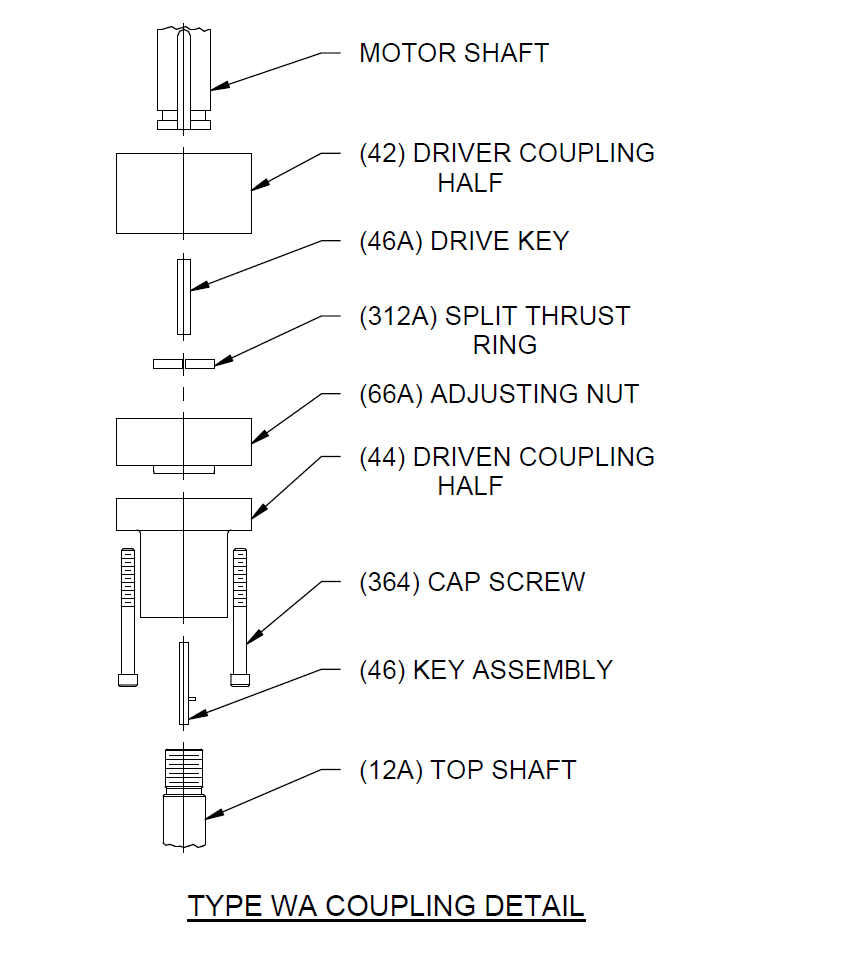 MOTOR SHAFT
(42) DRIVER COUPLING
HALF
(46A) DRIVE KEY
(312A) SPLIT THRUST
RING
(66A) ADJUSTING NUT
(44) DRIVEN COUPLING
HALF
(364) CAP SCREW
(46) KEY ASSEMBLY
(12A) TOP SHAFT
TYPE WA COUPLING DETAIL